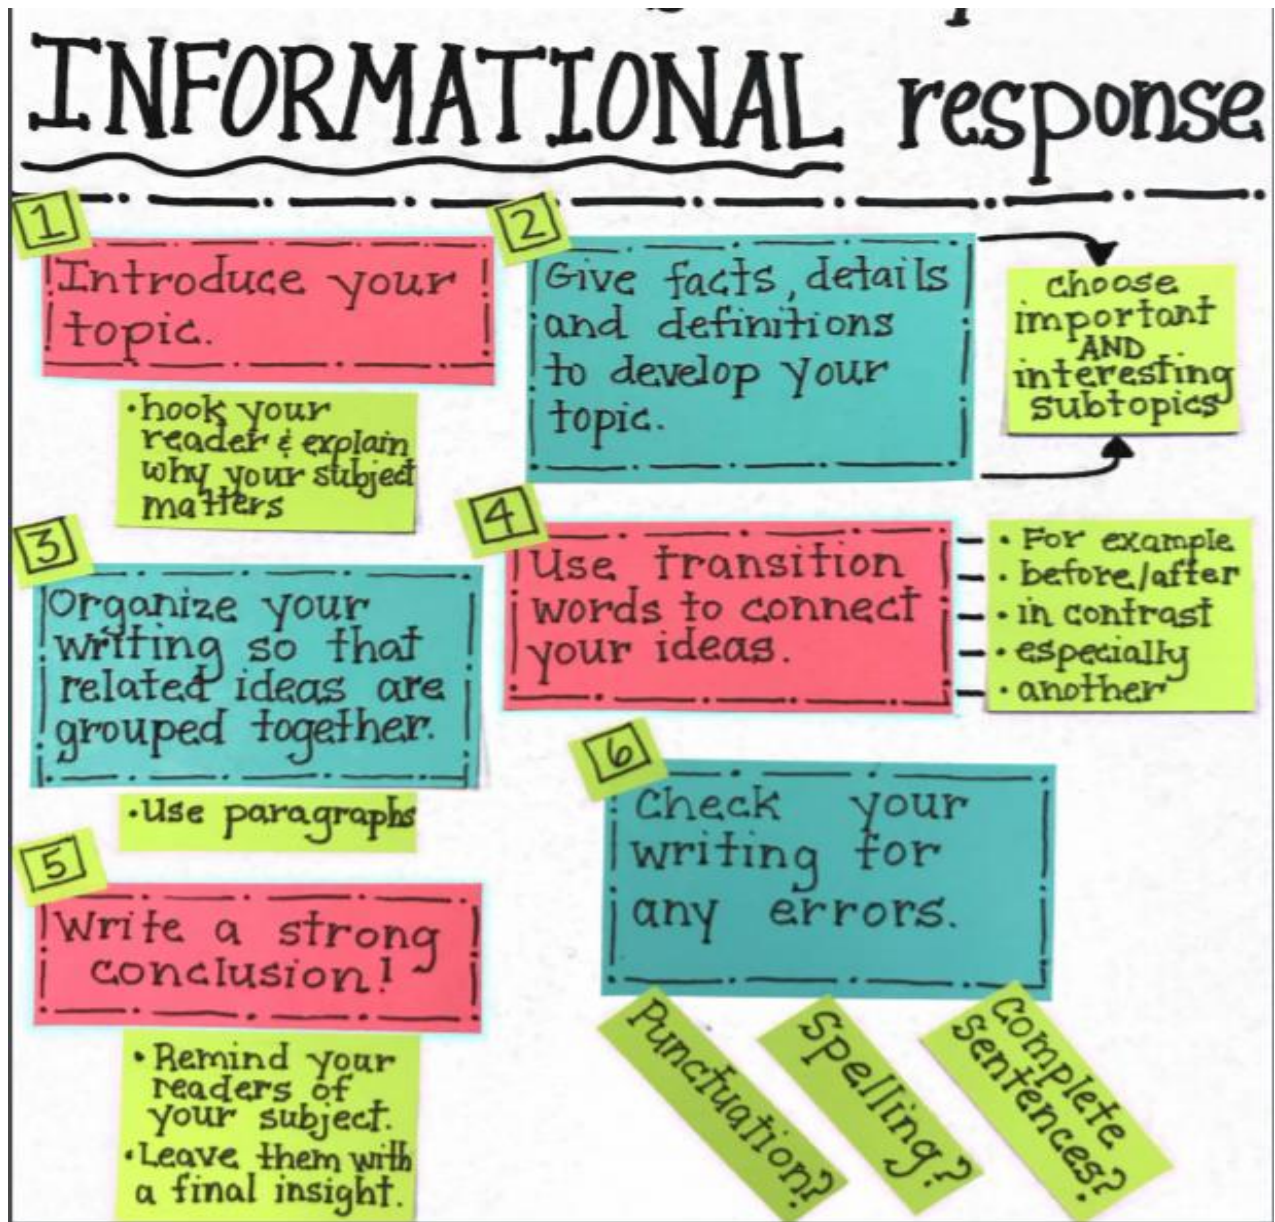 INFORMATIONAL response
1
Introduce your
topic.
• hook your
reader & explain
why your subject
matters
2
Give facts, details
and definitions
to develop your
topic.
choose
important
AND
interesting
subtopics
3
Organize your
writing so that
related ideas are
grouped together.
• Use paragraphs
4
Use transition
words to connect
your ideas.
• For example
• before/after
• in contrast
• especially
• another
5
Write a strong
conclusion!
• Remind your
readers of
your subject.
• Leave them with
a final insight.
6
Check your
writing for
any errors.
Punctuation?
Spelling?
Complete
Sentences?